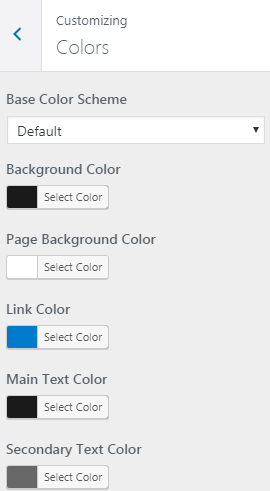 Customizing
Colors
Base Color Scheme
Default
Background Color
Select Color
Page Background Color
Select Color
Link Color
Select Color
Main Text Color
Select Color
Secondary Text Color
Select Color